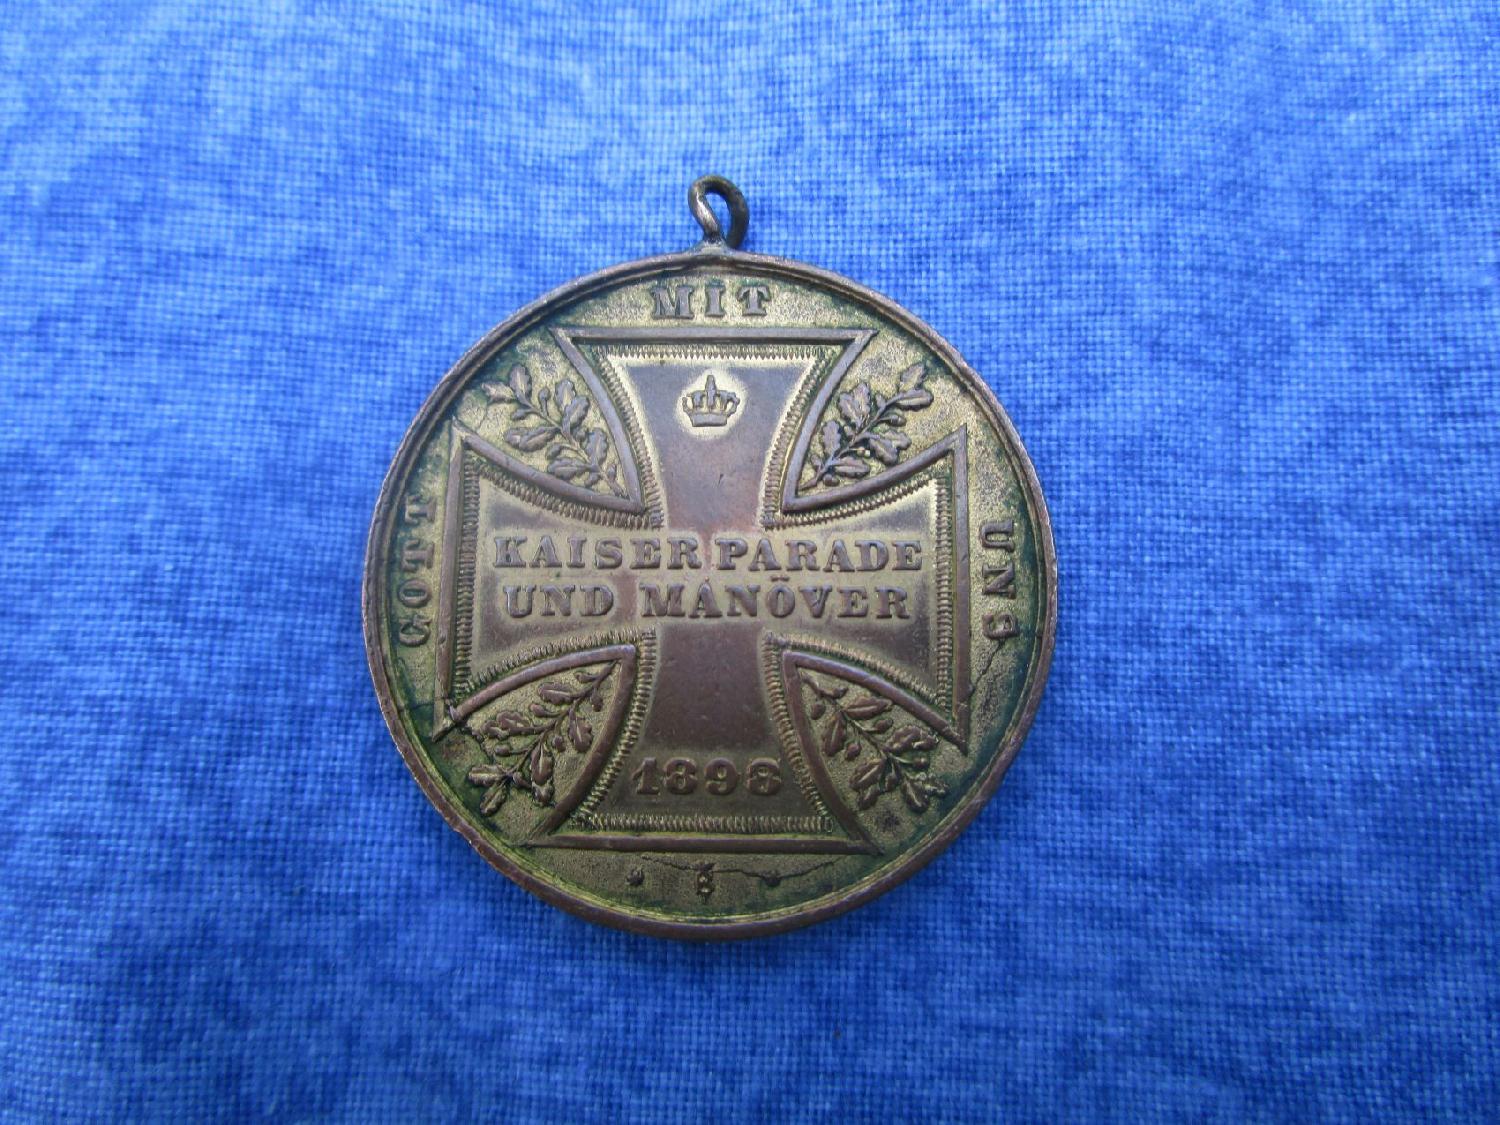 GOTT MIT UNS
KAISER PARADE
UND MANÖVER
1898